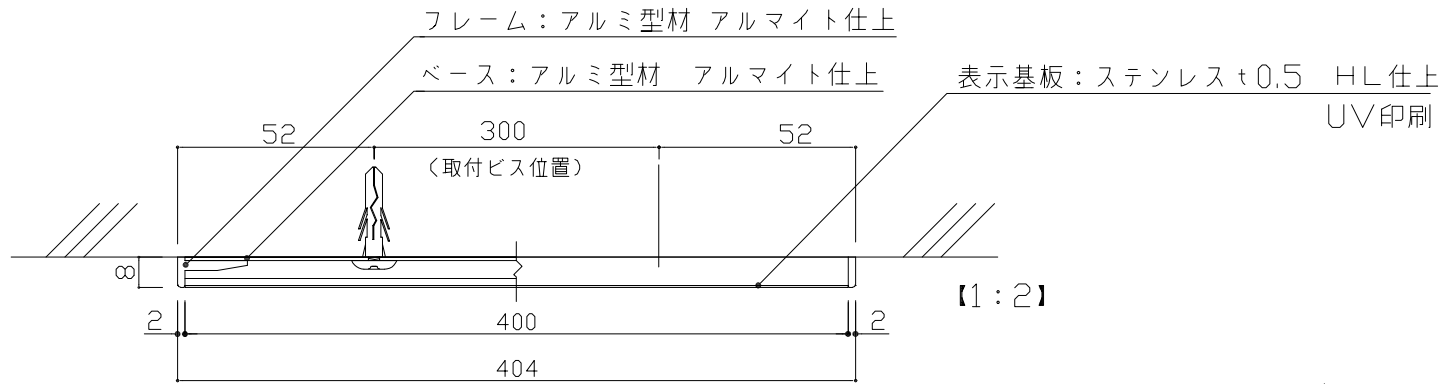 フレーム：アルミ型材 アルマイト仕上
ベース：アルミ型材　アルマイト仕上
表示基板：ステンレスｔ0.5　HL仕上
UV印刷
52
300
52
（取付ビス位置）
8
【1：2】
2
400
2
404